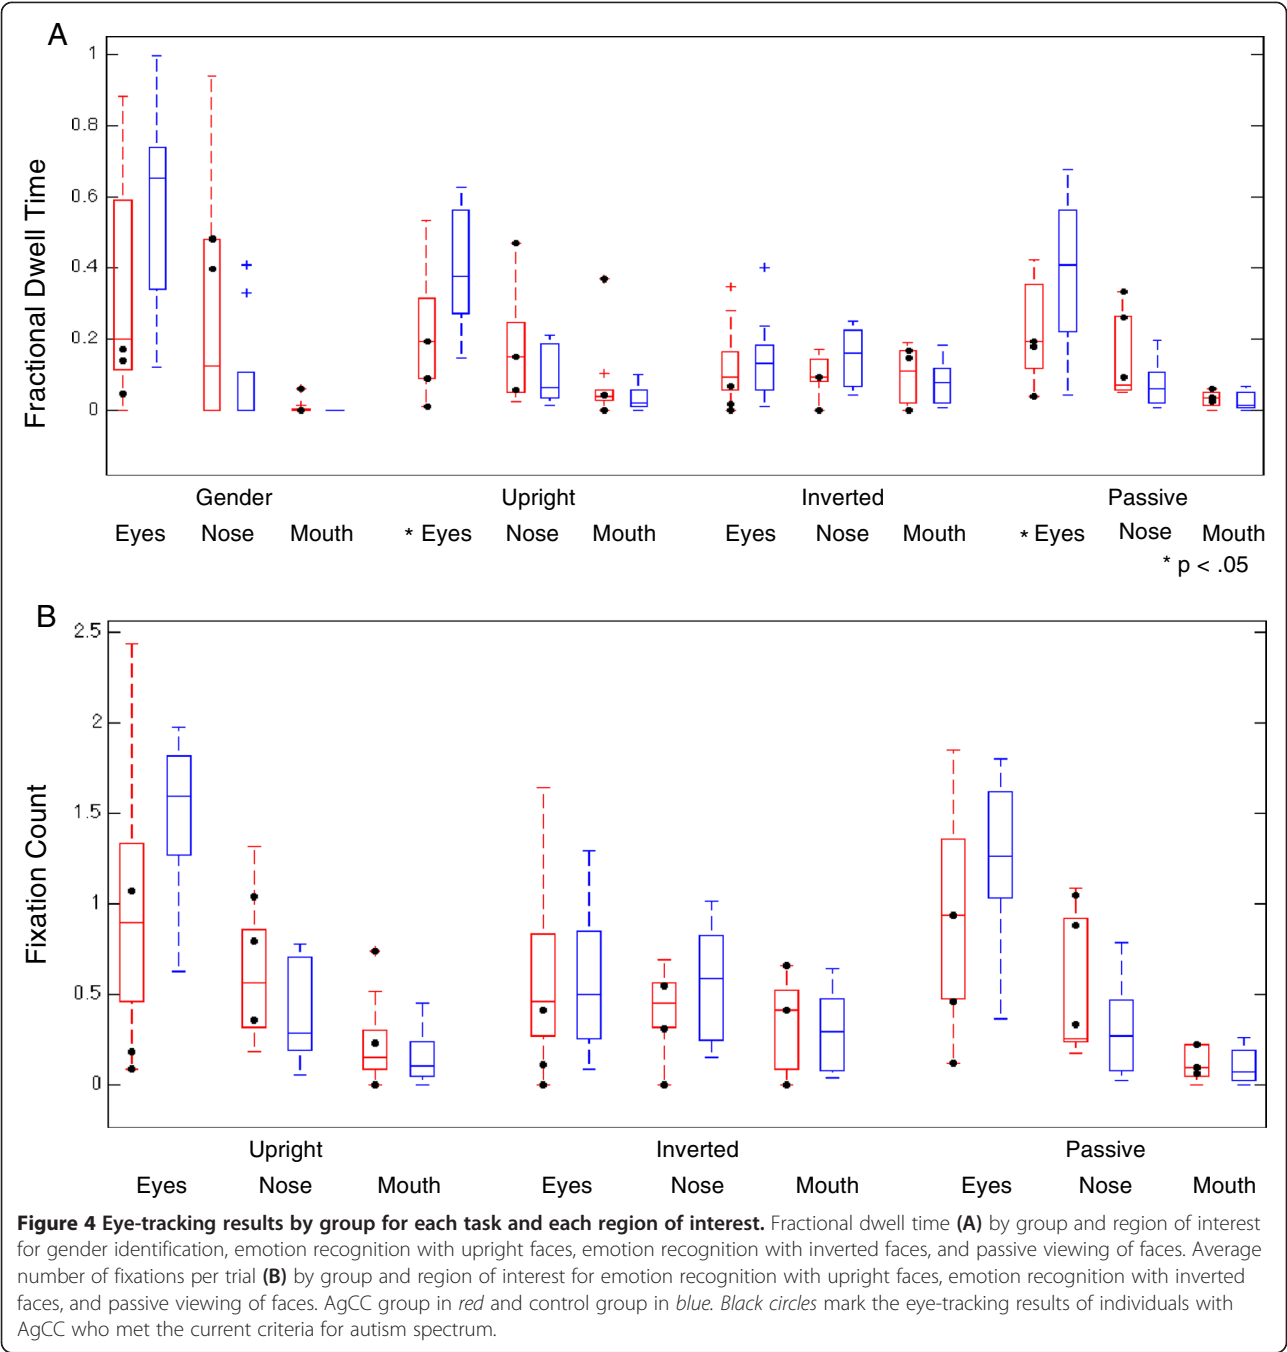 A
1
0.8
0.6
0.4
0.2
0
Fractional Dwell Time
Gender Upright Inverted Passive
Eyes Nose Mouth * Eyes Nose Mouth Eyes Nose Mouth * Eyes Nose Mouth
* p < .05
B
2.5
2
1.5
1
0.5
0
Fixation Count
Upright Inverted Passive
Eyes Nose Mouth Eyes Nose Mouth Eyes Nose Mouth
Figure 4 Eye-tracking results by group for each task and each region of interest. Fractional dwell time (A) by group and region of interest
for gender identification, emotion recognition with upright faces, emotion recognition with inverted faces, and passive viewing of faces. Average
number of fixations per trial (B) by group and region of interest for emotion recognition with upright faces, emotion recognition with inverted
faces, and passive viewing of faces. AgCC group in red and control group in blue. Black circles mark the eye-tracking results of individuals with
AgCC who met the current criteria for autism spectrum.